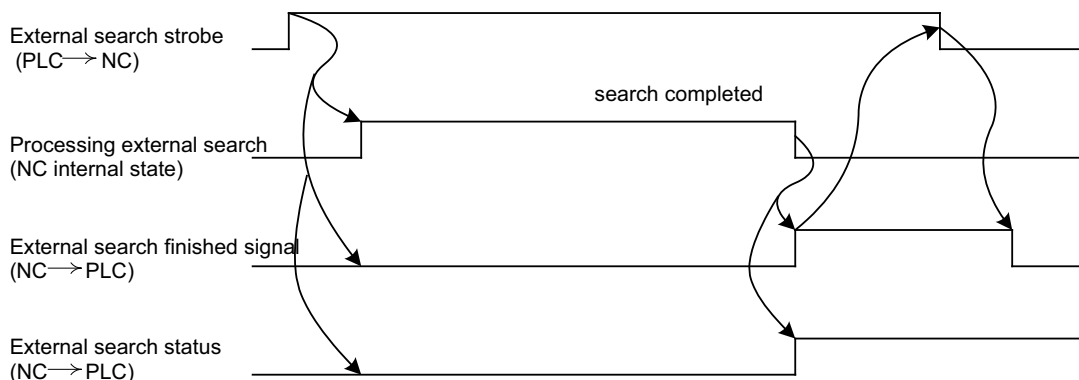 External search strobe
(PLC→NC)
search completed
Processing external search
(NC internal state)
External search finished signal
(NC→PLC)
External search status
(NC→PLC)